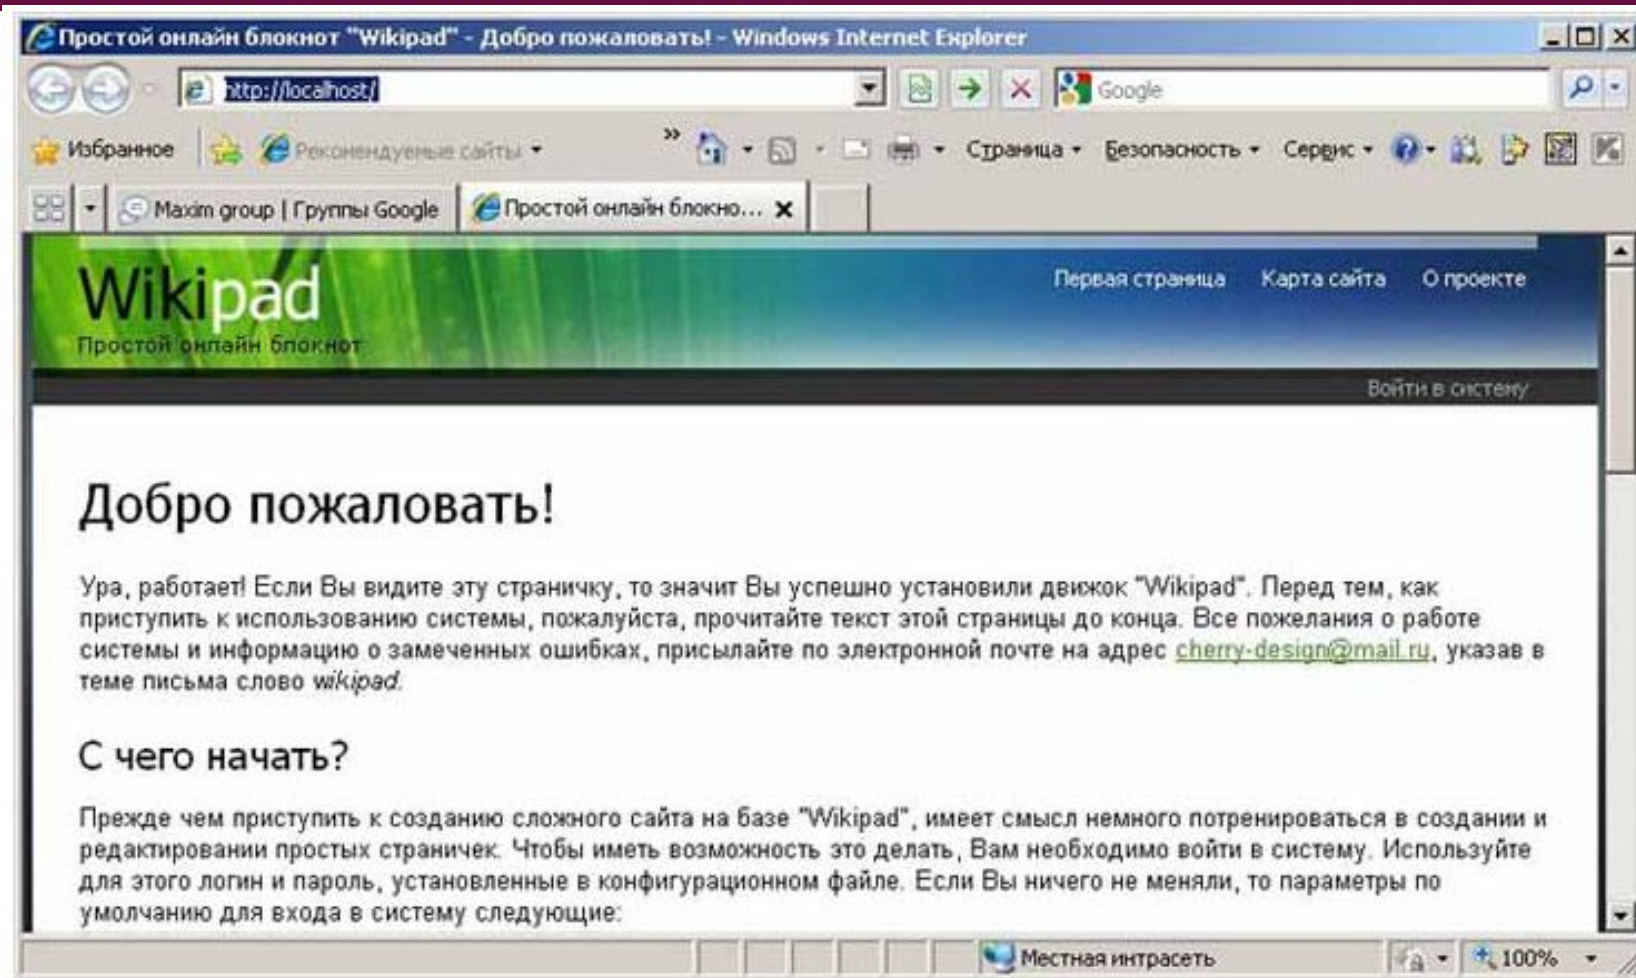 Простой онлайн блокнот "Wikipad" - Добро пожаловать! - Windows Internet Explorer
http://localhost/
Google
Избранное
Рекомендуемые сайты
»
Страница
Безопасность
Сервис
Maxim group | Группы Google
Простой онлайн блокно...
Wikipad
Первая страница
Карта сайта
О проекте
Простой онлайн блокнот
Войти в систему
Добро пожаловать!
Ура, работает! Если Вы видите эту страничку, то значит Вы успешно установили движок "Wikipad". Перед тем, как
приступить к использованию системы, пожалуйста, прочитайте текст этой страницы до конца. Все пожелания о работе
системы и информацию о замеченных ошибках, присылайте по электронной почте на адрес cherry-design@mail.ru, указав в
теме письма слово wikipad.
С чего начать?
Прежде чем приступить к созданию сложного сайта на базе "Wikipad", имеет смысл немного потренироваться в создании и
редактировании простых страничек. Чтобы иметь возможность это делать, Вам необходимо войти в систему. Используйте
для этого логин и пароль, установленные в конфигурационном файле. Если Вы ничего не меняли, то параметры по
умолчанию для входа в систему следующие:
Местная интрасеть
100%